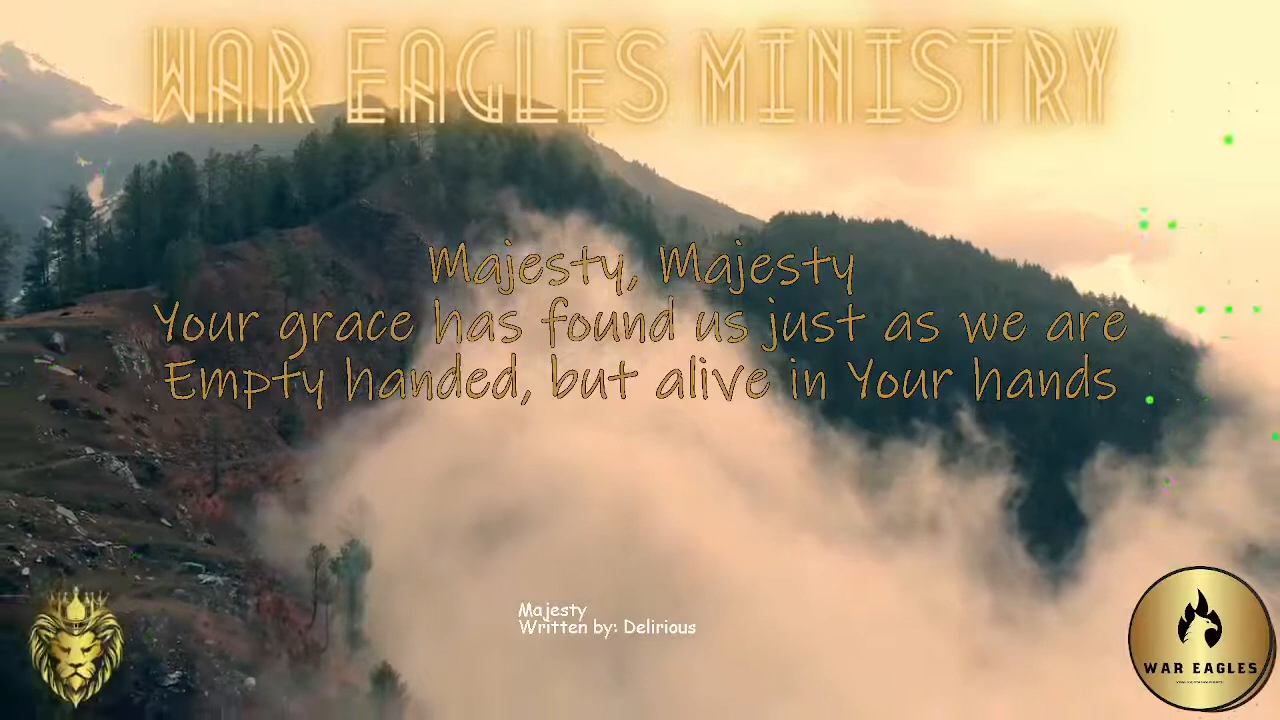 WAR EAGLES MINISTRY
Majesty, Majesty
Your grace has found us just as we are
Empty handed, but alive in Your hands
Majesty
Written by: Delirious
WAR EAGLES